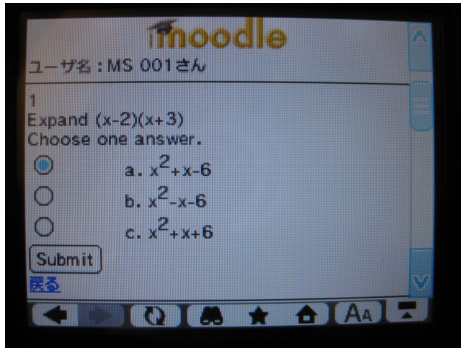 moodle
ユーザ名:MS 001さん
1
Expand (x-2)(x+3)
Choose one answer.
a. x²+x-6
b. x²-x-6
c. x²+x+6
Submit
戻る
AA